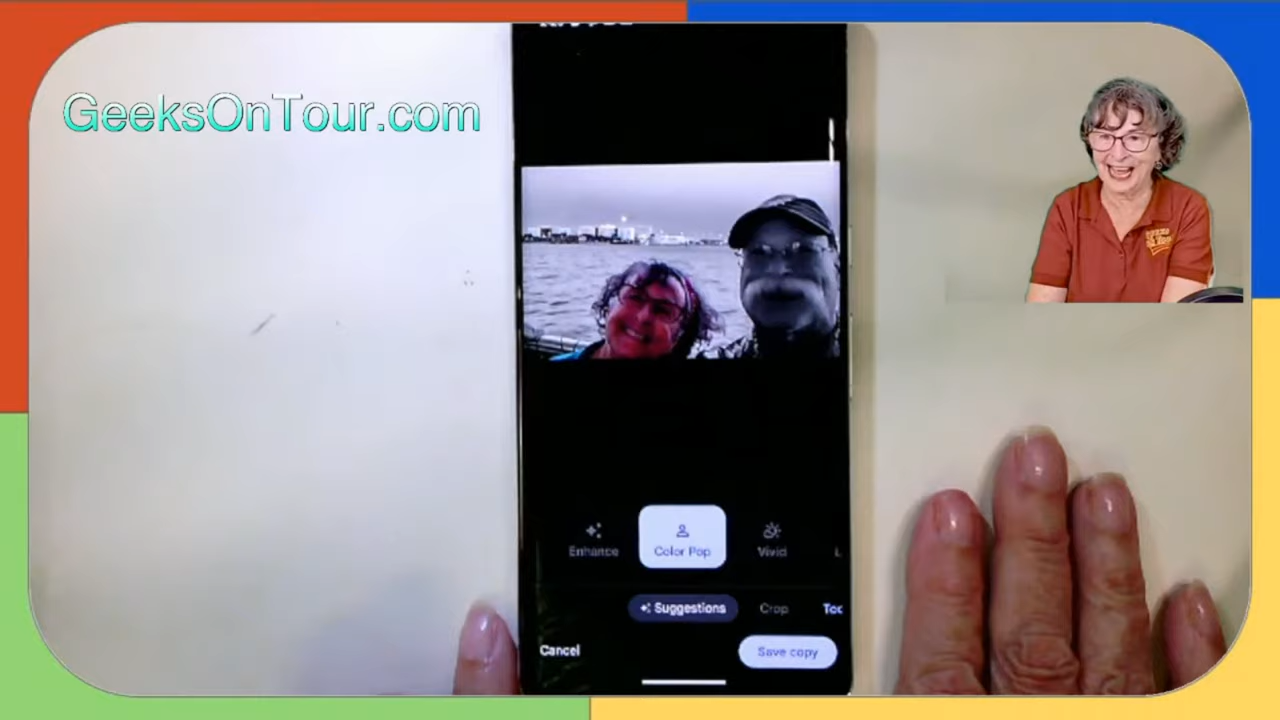 GeeksOnTour.com
Enhance
Color Pop
Vivid
Suggestions
Crop
Cancel
Save copy